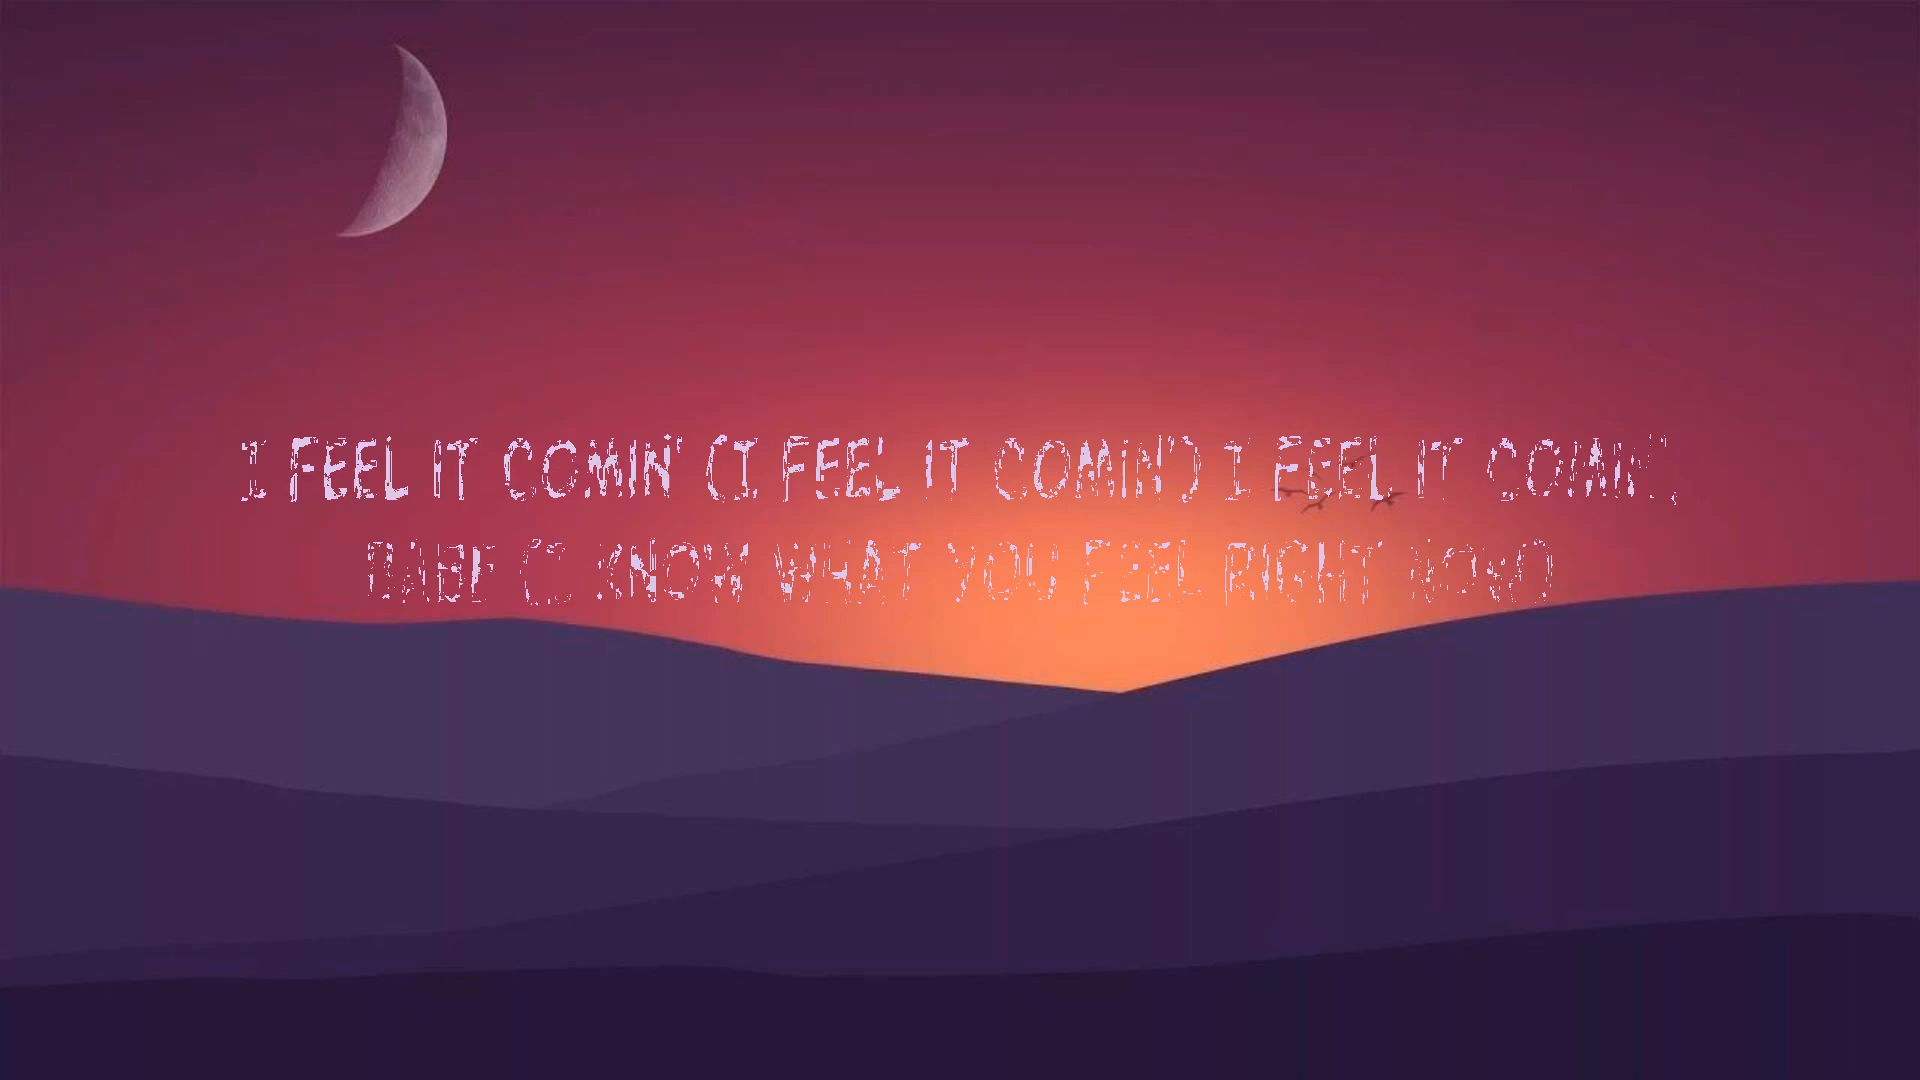 I FEEL IT COMIN' (I FEEL IT COMIN') I FEEL IT COMIN',
BABE (I KNOW WHAT YOU FEEL RIGHT NOW)